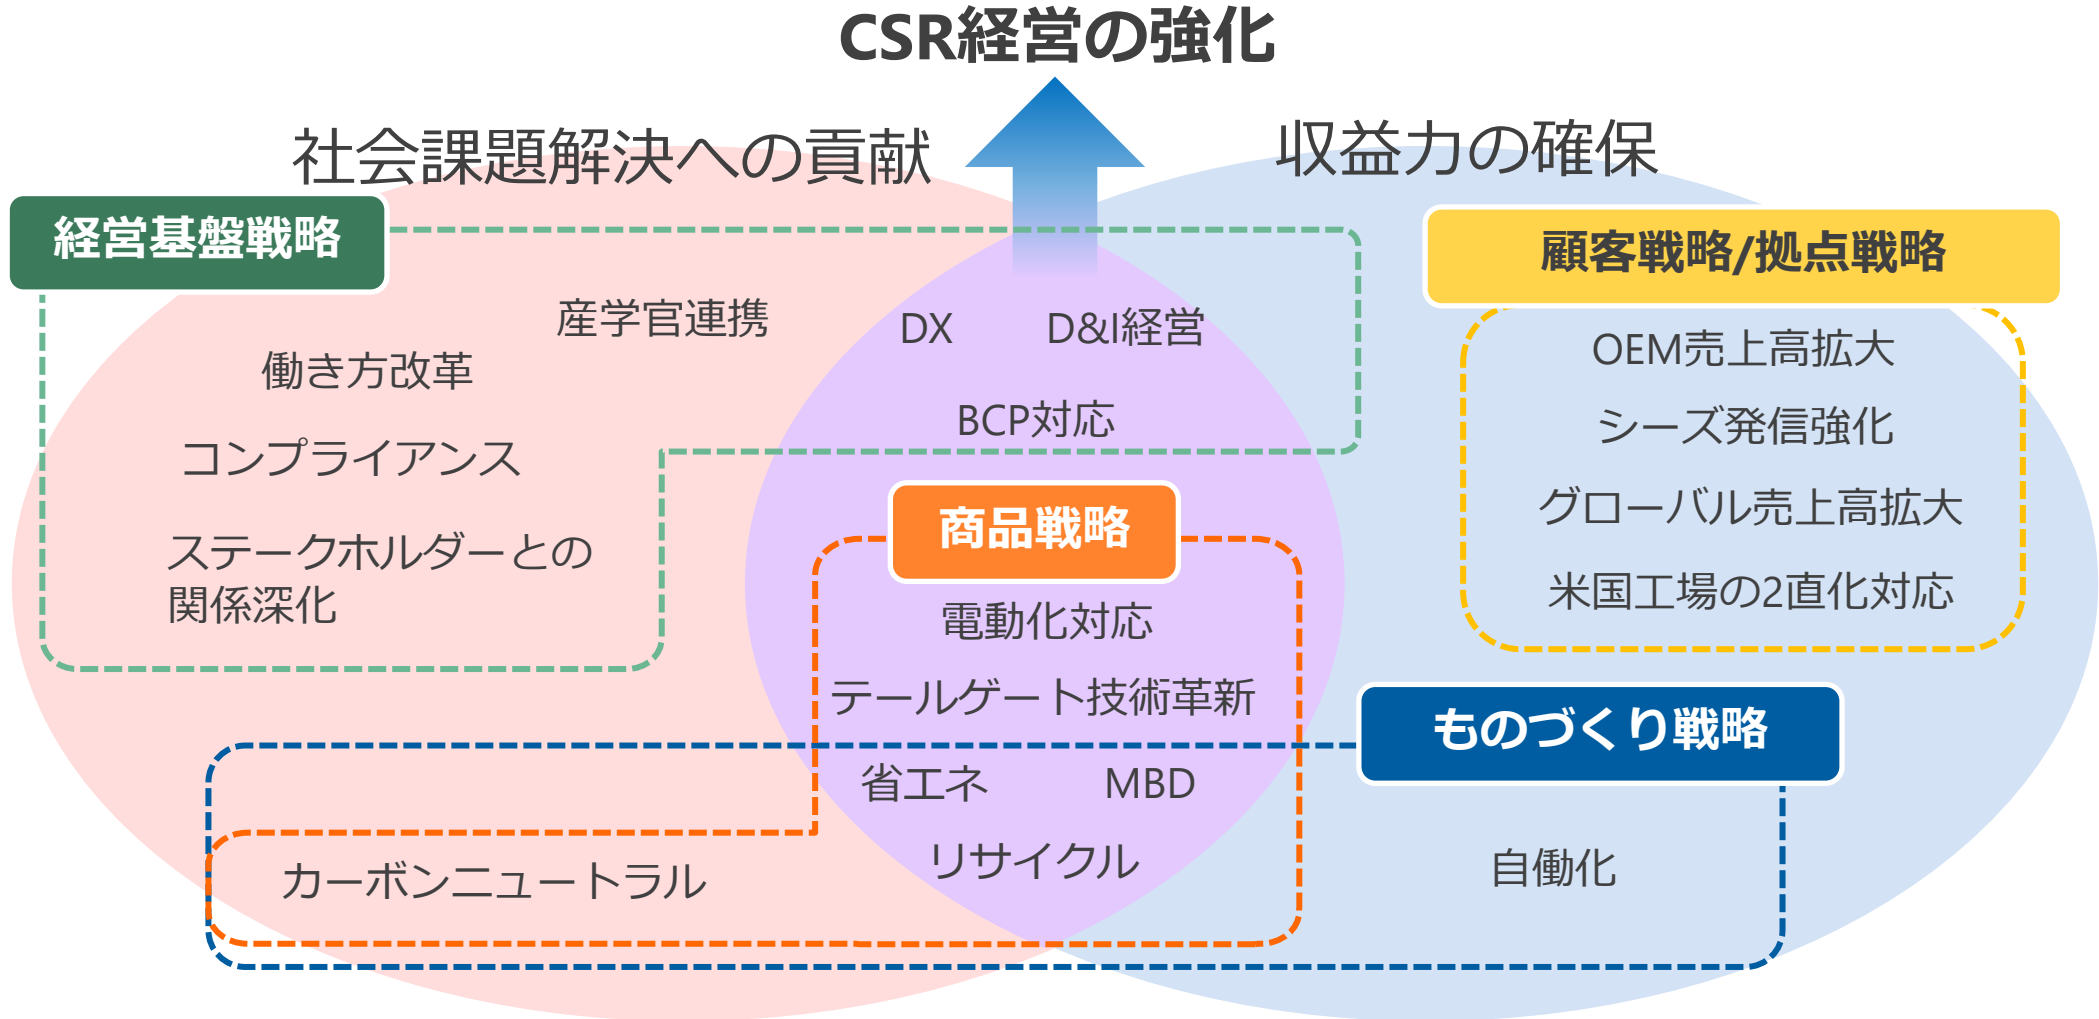 CSR経営の強化
社会課題解決への貢献
収益力の確保
経営基盤戦略
産学官連携
働き方改革
コンプライアンス
ステークホルダーとの
関係深化
DX
D&I経営
BCP対応
顧客戦略/拠点戦略
OEM売上高拡大
シーズ発信強化
グローバル売上高拡大
米国工場の2直化対応
商品戦略
電動化対応
テールゲート技術革新
ものづくり戦略
省エネ
MBD
リサイクル
カーボンニュートラル
自働化